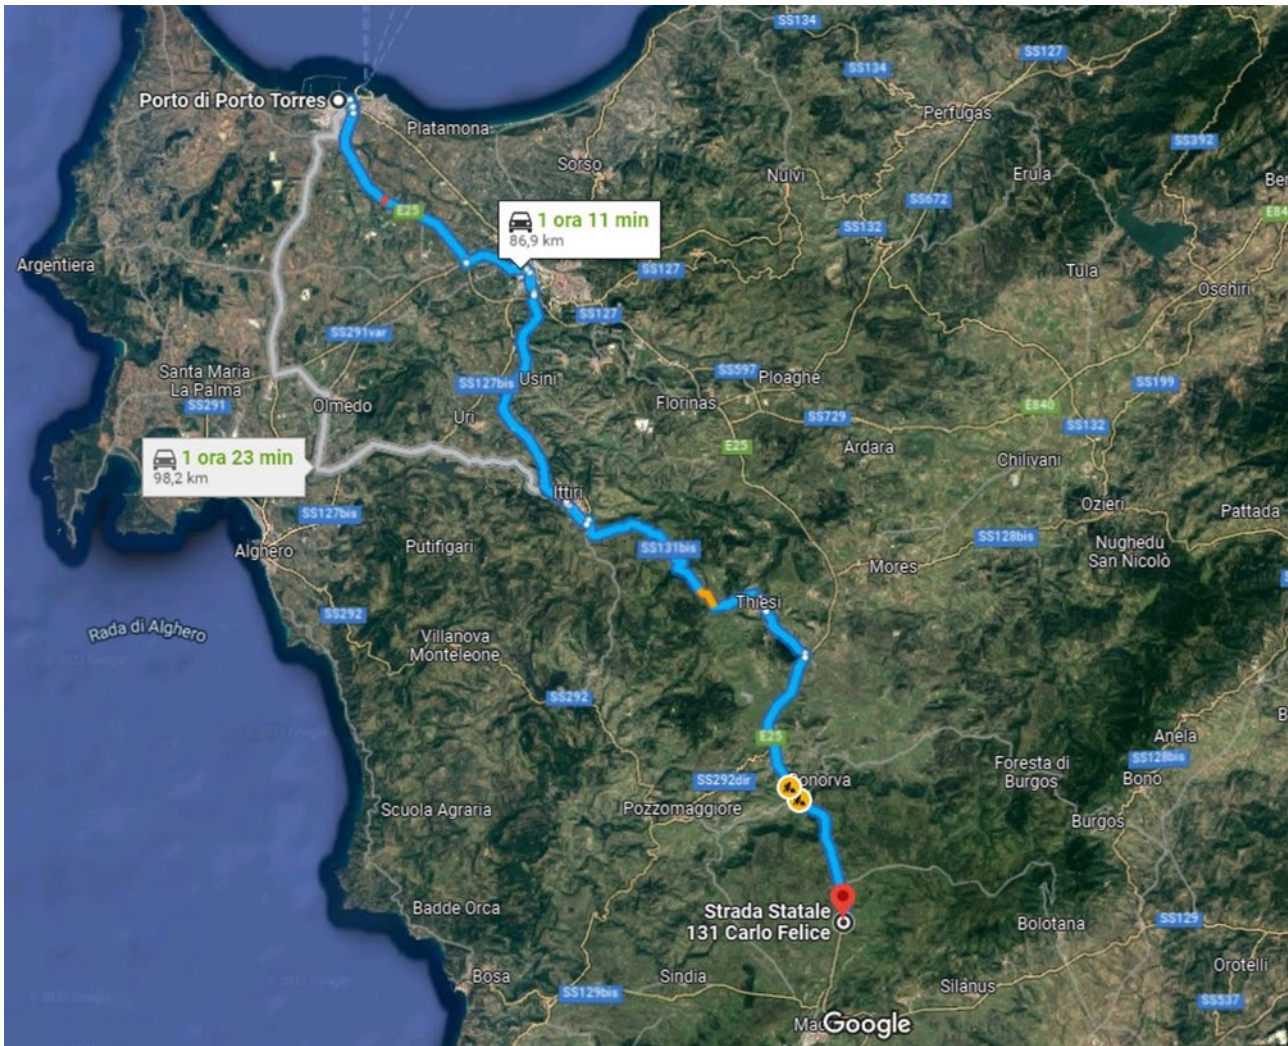 SS134
SS127
SS134
Porto di Porto Torres
Perfugas
Platamona
SS392
Sorso
Nulvi
Erula
SS672
E25
1 ora 11 min
86,9 km
SS132
Argentiera
SS127
Tula
Oschiri
SS127
SS291var
Santa Maria
La Palma
Usini
SS127bis
SS597
Ploaghe
SS199
SS291
Olmedo
Uri
Florinas
SS729
E840
SS132
E25
Ardara
Chilivani
1 ora 23 min
98,2 km
Ittiri
Ozieri
Pattada
SS127bis
Alghero
Putifigari
SS131bis
SS128bis
Nughedu
San Nicolò
Mores
Thiesi
SS292
Rada di Alghero
Villanova
Monteleone
SS292
E25
Anela
SS128bis
Foresta di
Burgos
Bono
SS292dir
Scuola Agraria
Pozzomaggiore
Burgos
Strada Statale
131 Carlo Felice
Badde Orca
Bolotana
SS129
Bosa
Sindia
Silanus
Orotelli
SS129bis
SS537
Google